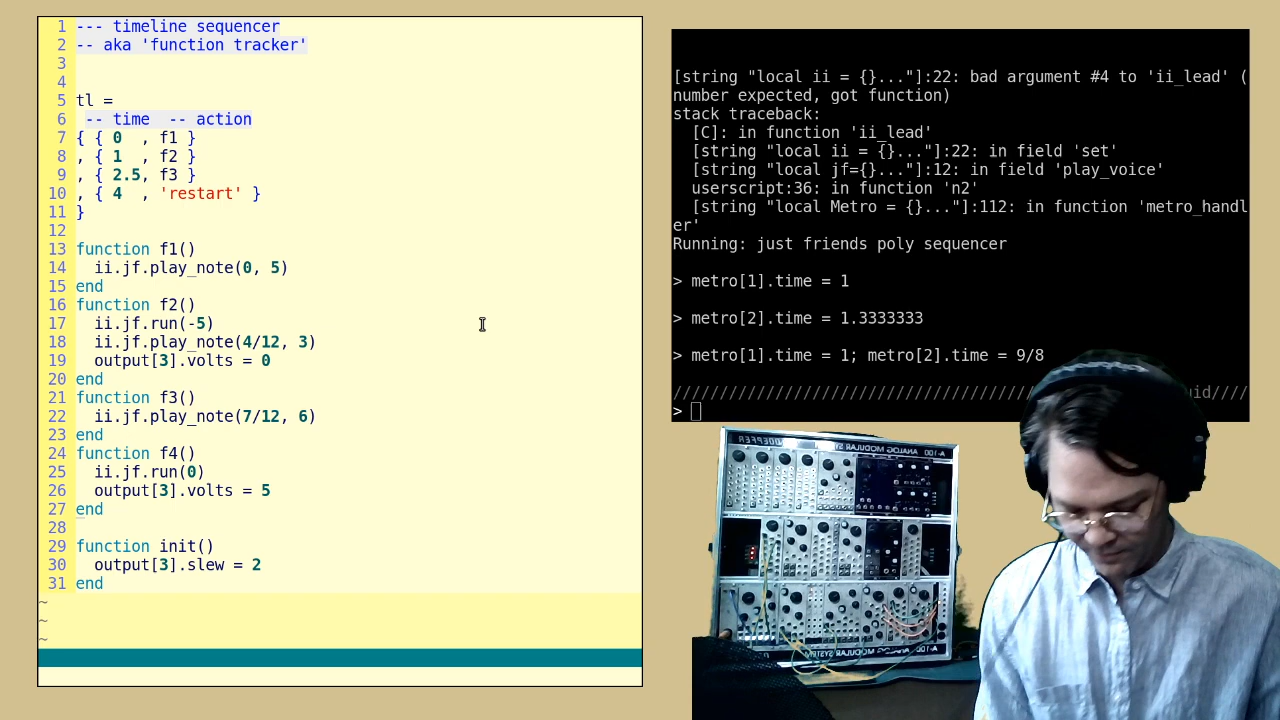 1 --- timeline sequencer
2 -- aka 'function tracker'
3
4
5 tl =
6 -- time  -- action
7 { { 0  , f1 }
8 , { 1  , f2 }
9 , { 2.5, f3 }
10 , { 4  , 'restart' }
11 }
12
13 function f1()
14   ii.jf.play_note(0, 5)
15 end
16 function f2()
17   ii.jf.run(-5)
18   ii.jf.play_note(4/12, 3)
19   output[3].volts = 0
20 end
21 function f3()
22   ii.jf.play_note(7/12, 6)
23 end
24 function f4()
25   ii.jf.run(0)
26   output[3].volts = 5
27 end
28
29 function init()
30   output[3].slew = 2
31 end
~
~
~
[string "local ii = {}..."]:22: bad argument #4 to 'ii_lead' (
number expected, got function)
stack traceback:
  [C]: in function 'ii_lead'
  [string "local ii = {}..."]:22: in field 'set'
  [string "local jf={}..."]:12: in field 'play_voice'
  userscript:36: in function 'n2'
  [string "local Metro = {}..."]:112: in function 'metro_handl
er'
Running: just friends poly sequencer
> metro[1].time = 1
> metro[2].time = 1.3333333
> metro[1].time = 1; metro[2].time = 9/8
//////////////////////////////////////
>
DOEPFER
A-100 ANALOG MODULAR SYSTEM